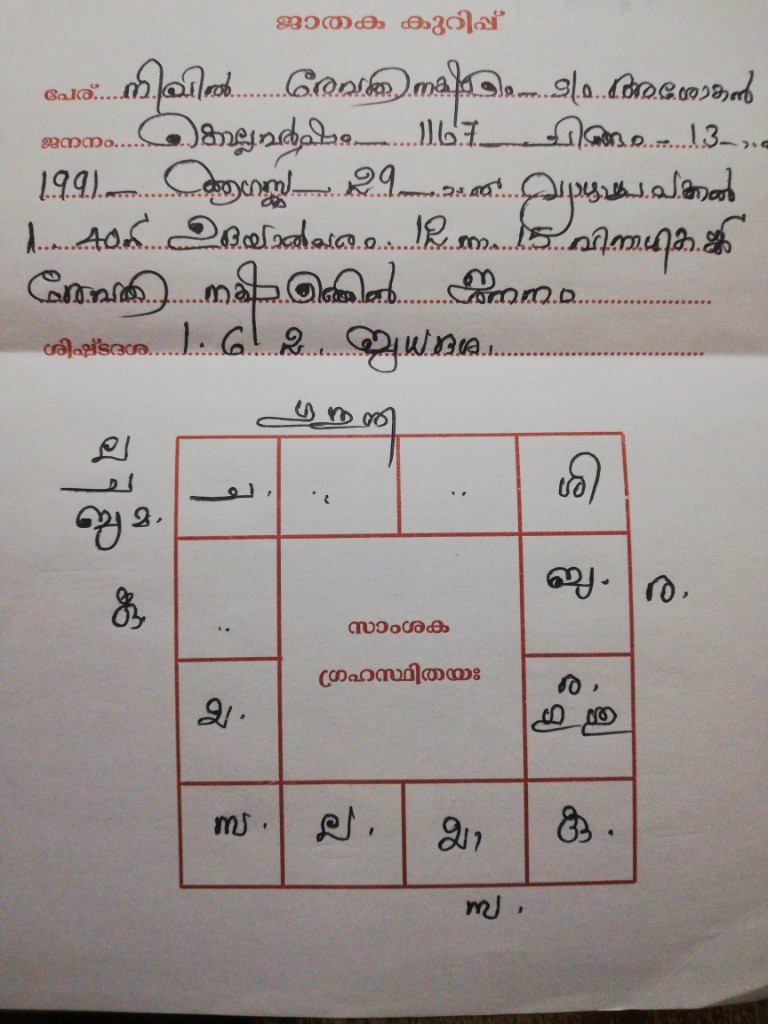 ജാതക കുറിപ്പ്
പേര് നിഖിൽ രേവതി നക്ഷത്രം S/o അശോകൻ
ജനനം കൊല്ലവർഷം 1167 ചിങ്ങം - 13
1991 ആഗസ്റ്റ് 29 വ്യാഴാഴ്ച പകൽ
1.40ന് ഉദയാൽപരം 12 നാ. 15 വിനാഴികക്ക്
രേവതി നക്ഷത്രത്തിൽ ജനനം
ശിഷ്ടദശ 1. 6 2. ബുധദശ.
ല
ച
ബു മ.
ച.
ശി
ബു.
ര.
കു
സാംശക
ഗ്രഹസ്ഥിതയഃ
ര.
മ.
സ.
ല.
കു.
സ.